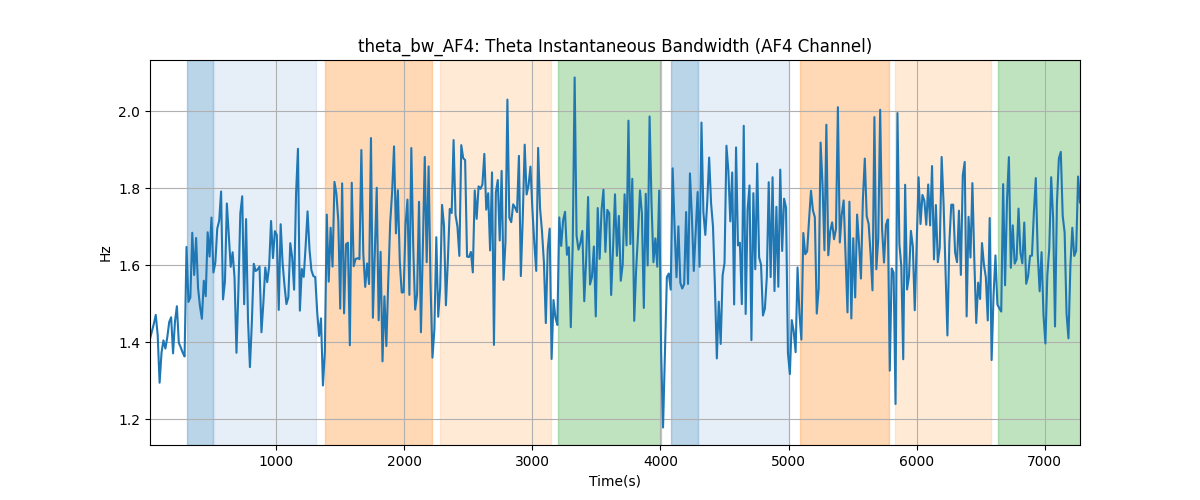 theta_bw_AF4: Theta Instantaneous Bandwidth (AF4 Channel)
Hz
2.0
1.8
1.6
1.4
1.2
1000 2000 3000 4000 5000 6000 7000
Time(s)